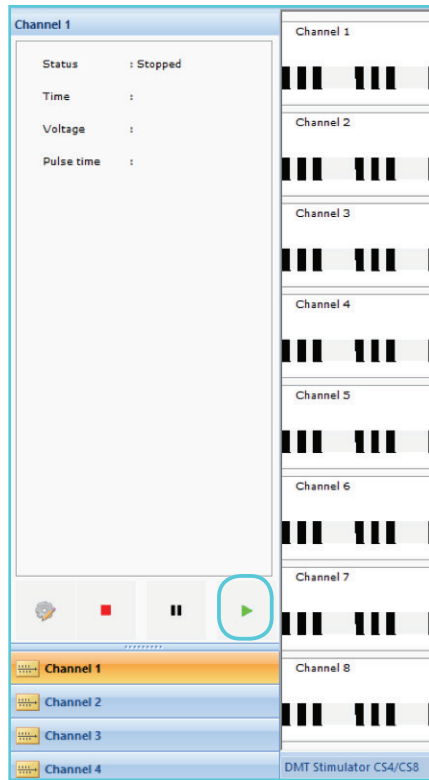 Channel 1
Status : Stopped
Time :
Voltage :
Pulse time :
Channel 1
Channel 2
Channel 3
Channel 4
Channel 1
Channel 2
Channel 3
Channel 4
Channel 5
Channel 6
Channel 7
Channel 8
DMT Stimulator CS4/CS8